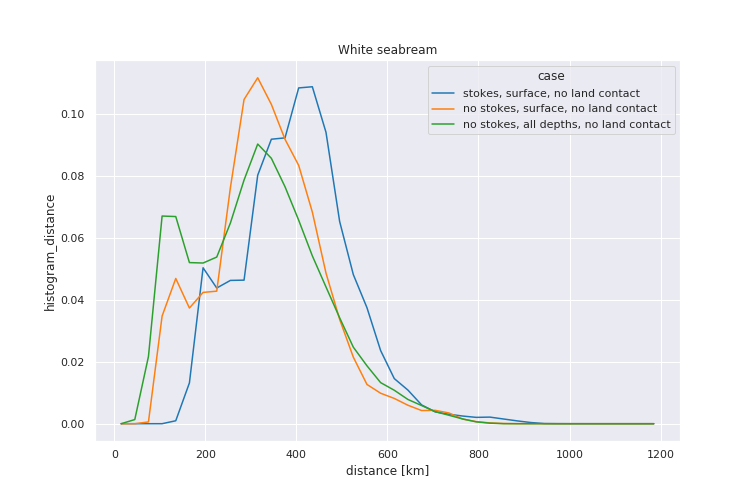 White seabream
case
stokes, surface, no land contact
no stokes, surface, no land contact
no stokes, all depths, no land contact
histogram_distance
0.10
0.08
0.06
0.04
0.02
0.00
0
200
400
600
800
1000
1200
distance [km]